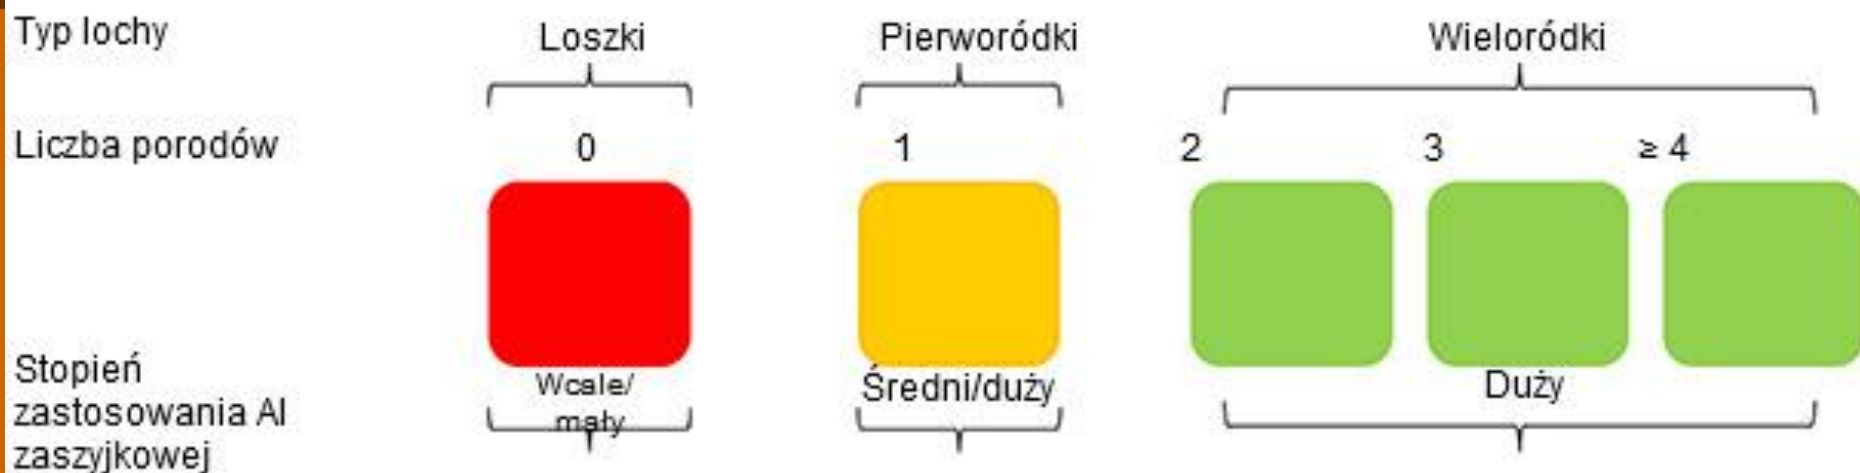 Typ lochy Loszki Pierworódki Wieloródki
Liczba porodów 0 1 2 3 ≥ 4
Stopień
zastosowania AI
zaszyjkowej
Wcale/
mały
Średni/duży
Duży